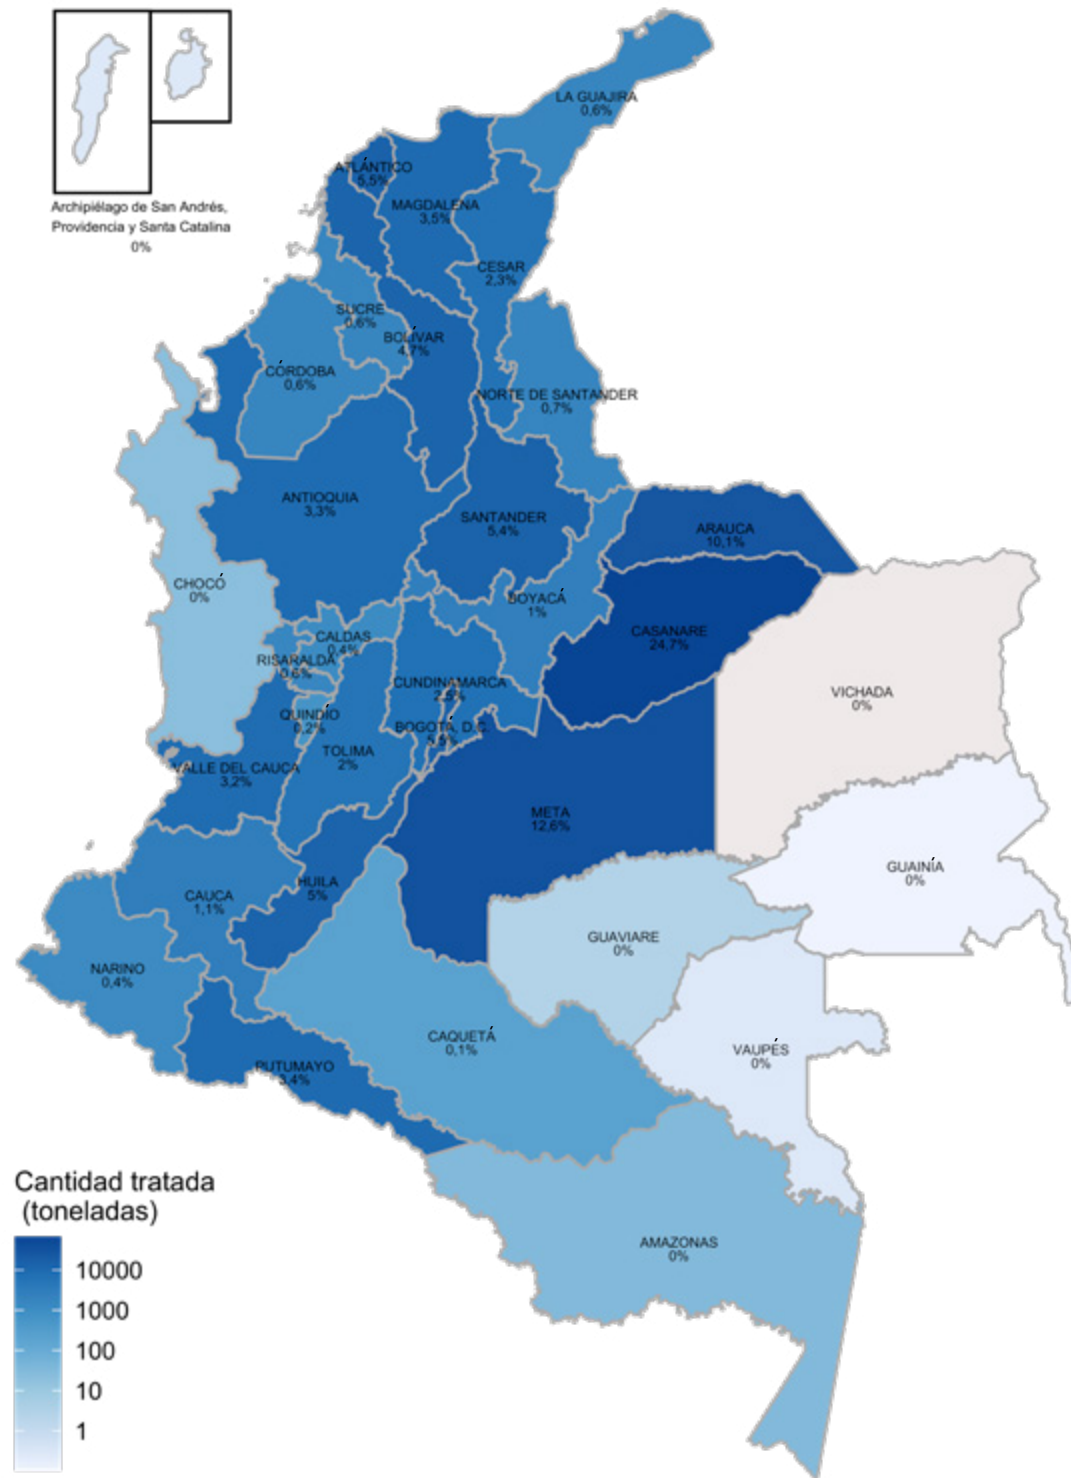 LA GUAJIRA
0,6%
ATLÁNTICO
5,5%
Archipiélago de San Andrés,
Providencia y Santa Catalina
0%
MAGDALENA
3,5%
CESAR
2,3%
SUCRE
0,6%
BOLÍVAR
4,7%
CÓRDOBA
0,6%
NORTE DE SANTANDER
0,7%
ANTIOQUIA
3,3%
SANTANDER
5,4%
ARAUCA
10,1%
CHOCÓ
0%
BOYACÁ
1%
CASANARE
24,7%
CALDAS
0,4%
RISARALDA
0,6%
CUNDINAMARCA
2,5%
VICHADA
0%
QUINDÍO
0,2%
BOGOTÁ, D.C.
5,5%
TOLIMA
2%
VALLE DEL CAUCA
3,2%
META
12,6%
GUAINÍA
0%
HUILA
5%
CAUCA
1,1%
GUAVIARE
0%
NARINO
0,4%
CAQUETÁ
0,1%
VAUPÉS
0%
PUTUMAYO
3,4%
AMAZONAS
0%
Cantidad tratada
(toneladas)
10000
1000
100
10
1